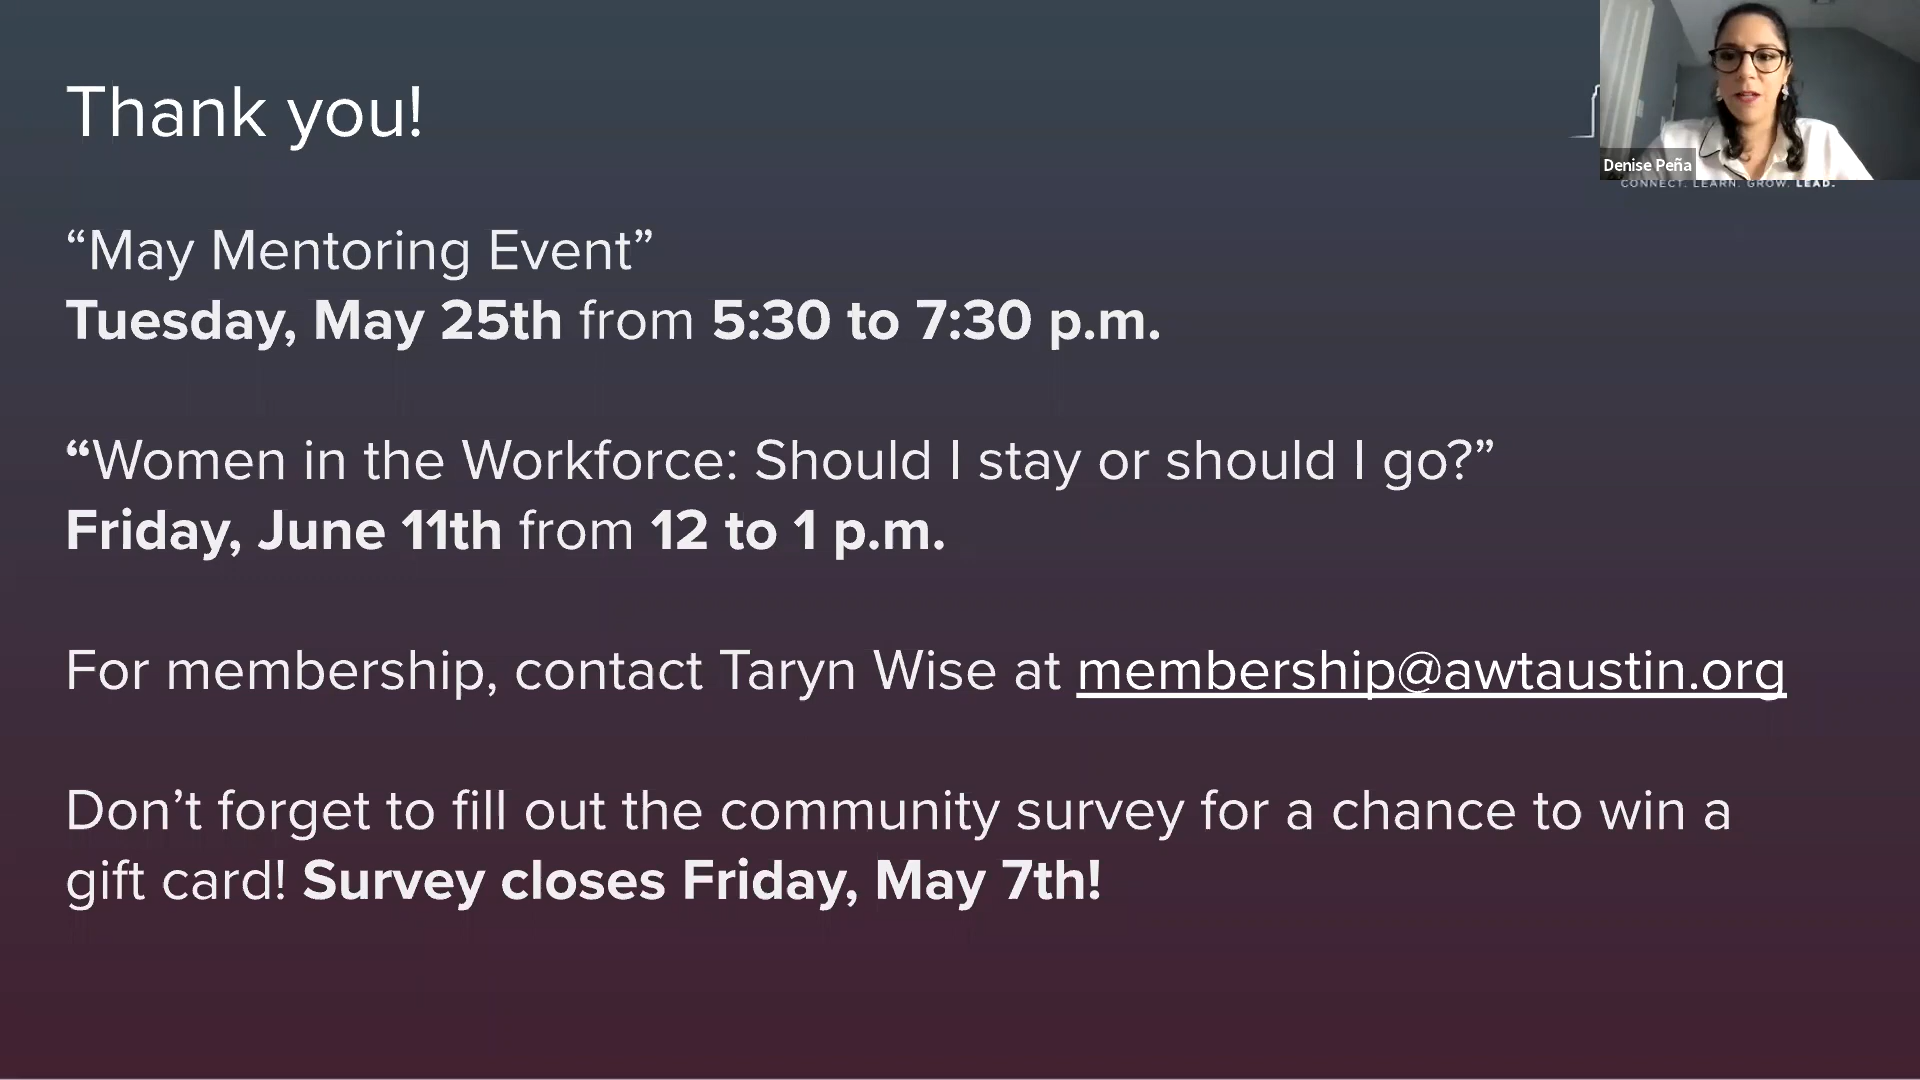 Thank you!
Denise Peña
CONNECT. LEARN. GROW. LEAD.
“May Mentoring Event”
Tuesday, May 25th from 5:30 to 7:30 p.m.
“Women in the Workforce: Should I stay or should I go?”
Friday, June 11th from 12 to 1 p.m.
For membership, contact Taryn Wise at membership@awtaustin.org
Don’t forget to fill out the community survey for a chance to win a
gift card! Survey closes Friday, May 7th!